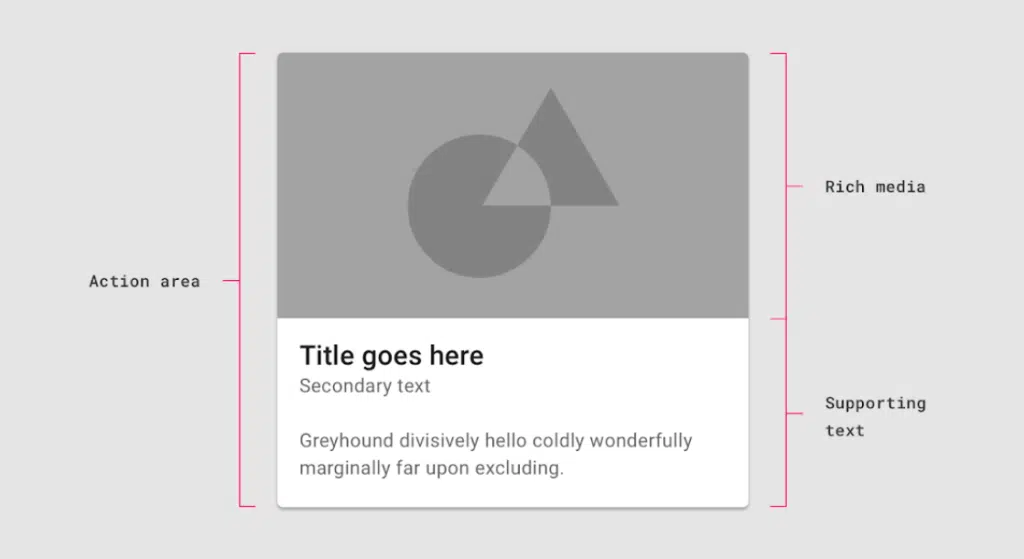 Action area
Title goes here
Secondary text
Greyhound divisively hello coldly wonderfully
marginally far upon excluding.
Rich media
Supporting
text